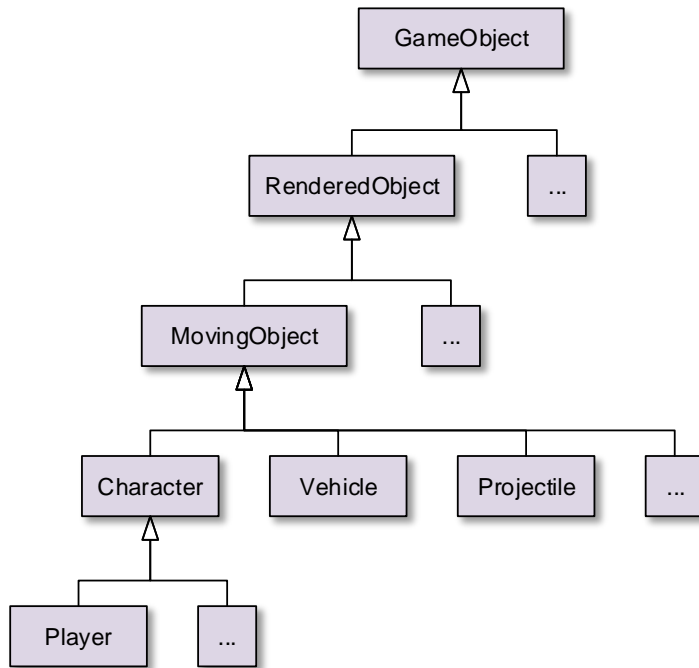 GameObject
RenderedObject
...
MovingObject
...
Character
Vehicle
Projectile
...
Player
...